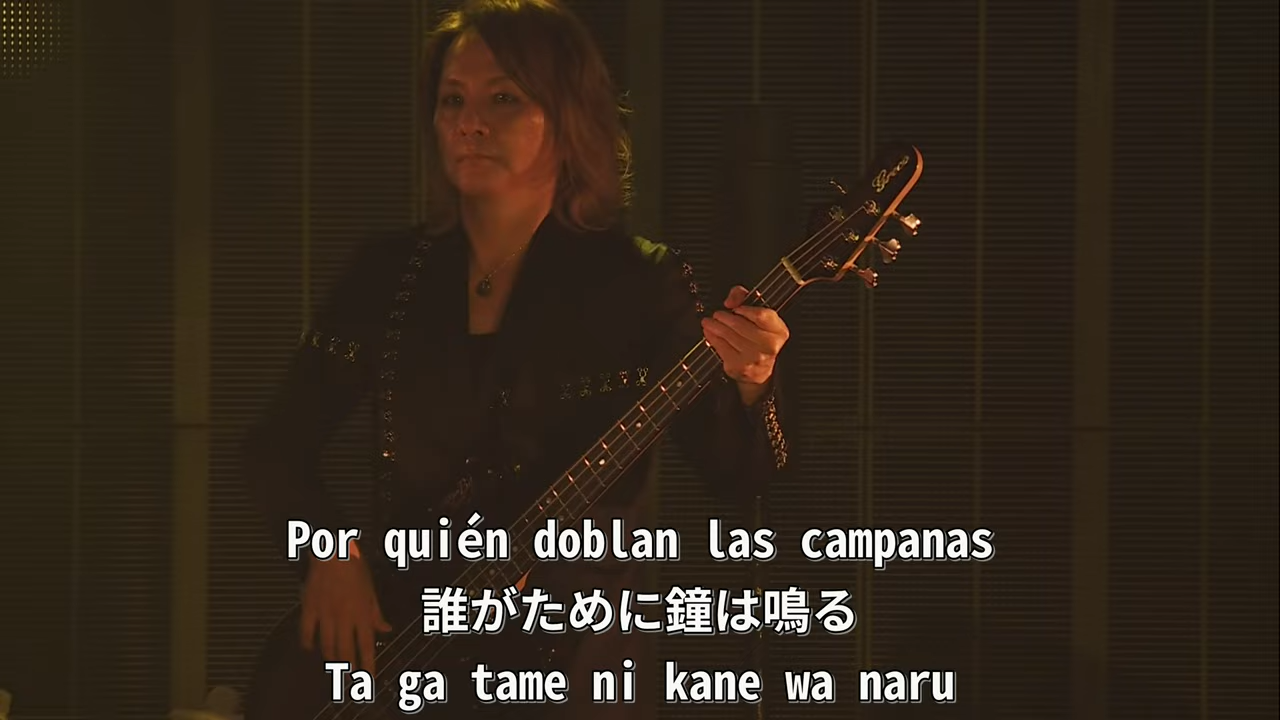 Greco
Por quién doblan las campanas
誰がために鐘は鳴る
Ta ga tame ni kane wa naru